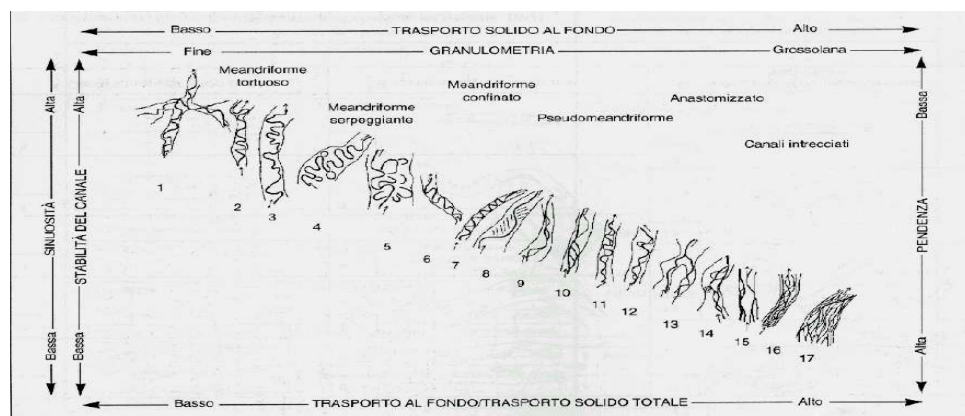 Basso TRASPORTO SOLIDO AL FONDO Alto
Fine GRANULOMETRIA Grossolana
Meandriforme
tortuoso
Meandriforme
serpeggiante
Meandriforme
confinato
Pseudomeandriforme
Anastomizzato
Canali intrecciati
Alta
SINUOSITÀ
Bassa
Alta
STABILITÀ DEL CANALE
Bassa
Bassa
PENDENZA
Alta
1
2
3
4
5
6
7
8
9
10
11
12
13
14
15
16
17
Basso TRASPORTO AL FONDO/TRASPORTO SOLIDO TOTALE Alto